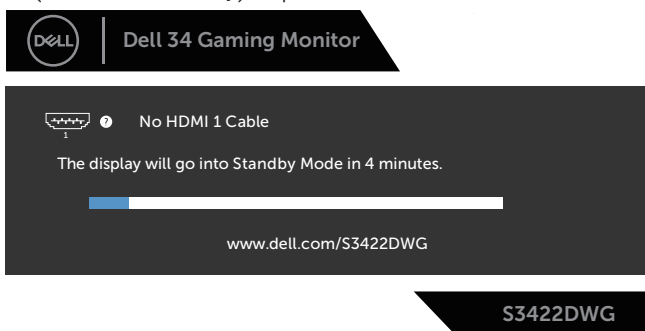 DELL
Dell 34 Gaming Monitor
? No HDMI 1 Cable
1
The display will go into Standby Mode in 4 minutes.
www.dell.com/S3422DWG
S3422DWG